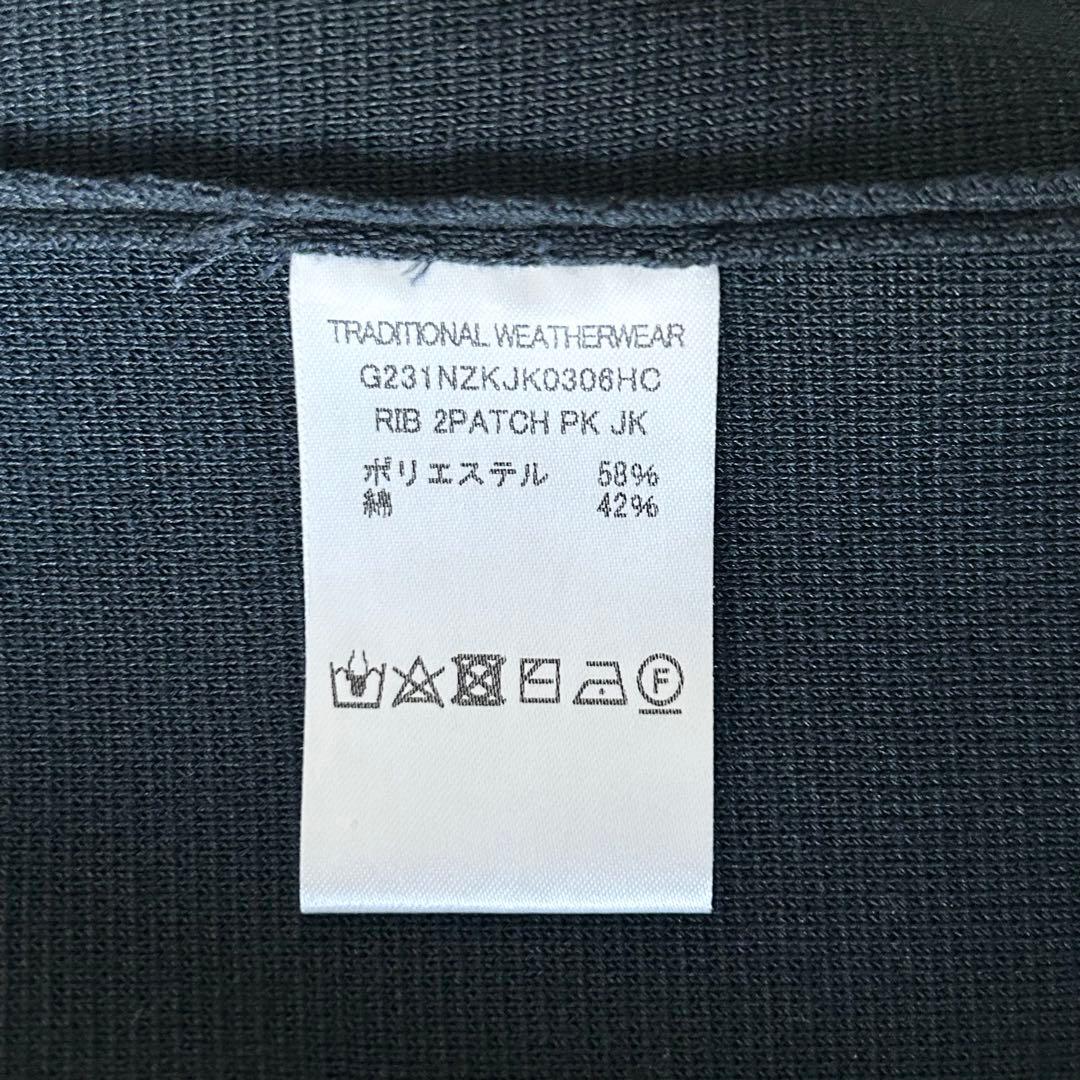 TRADITIONAL WEATHERWEAR
G231NZKJK0306HC
RIB 2PATCH PK JK
ポリエステル 58%
綿 42%
F